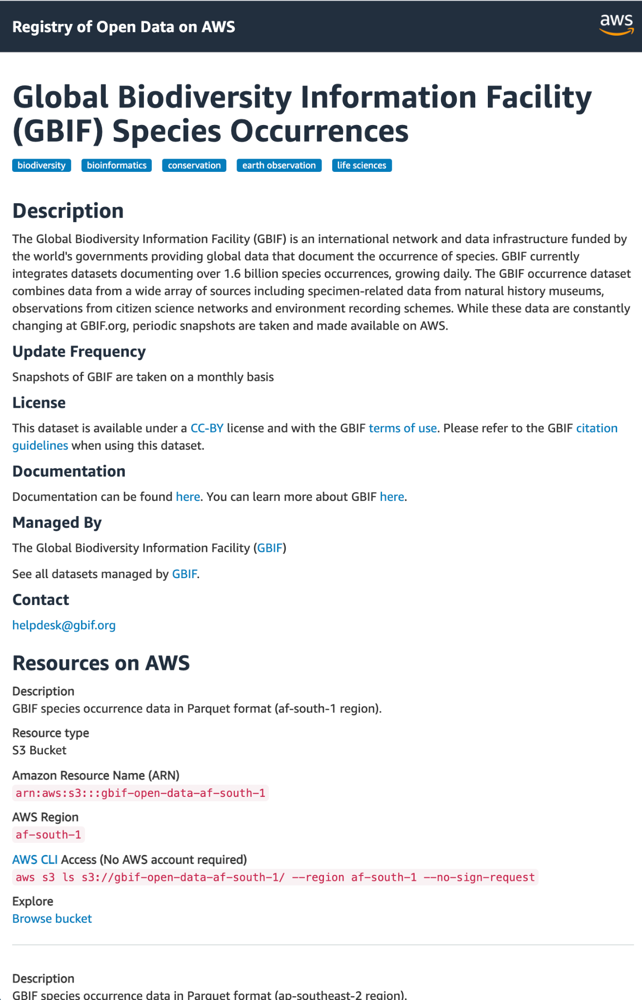 Registry of Open Data on AWS
aws
Global Biodiversity Information Facility
(GBIF) Species Occurrences
biodiversity bioinformatics conservation earth observation life sciences
Description
The Global Biodiversity Information Facility (GBIF) is an international network and data infrastructure funded by
the world's governments providing global data that document the occurrence of species. GBIF currently
integrates datasets documenting over 1.6 billion species occurrences, growing daily. The GBIF occurrence dataset
combines data from a wide array of sources including specimen-related data from natural history museums,
observations from citizen science networks and environment recording schemes. While these data are constantly
changing at GBIF.org, periodic snapshots are taken and made available on AWS.
Update Frequency
Snapshots of GBIF are taken on a monthly basis
License
This dataset is available under a CC-BY license and with the GBIF terms of use. Please refer to the GBIF citation
guidelines when using this dataset.
Documentation
Documentation can be found here. You can learn more about GBIF here.
Managed By
The Global Biodiversity Information Facility (GBIF)
See all datasets managed by GBIF.
Contact
helpdesk@gbif.org
Resources on AWS
Description
GBIF species occurrence data in Parquet format (af-south-1 region).
Resource type
S3 Bucket
Amazon Resource Name (ARN)
arn:aws:s3:::gbif-open-data-af-south-1
AWS Region
af-south-1
AWS CLI Access (No AWS account required)
aws s3 ls s3://gbif-open-data-af-south-1/ --region af-south-1 --no-sign-request
Explore
Browse bucket
Description
GBIF species occurrence data in Parquet format (ap-southeast-2 region).